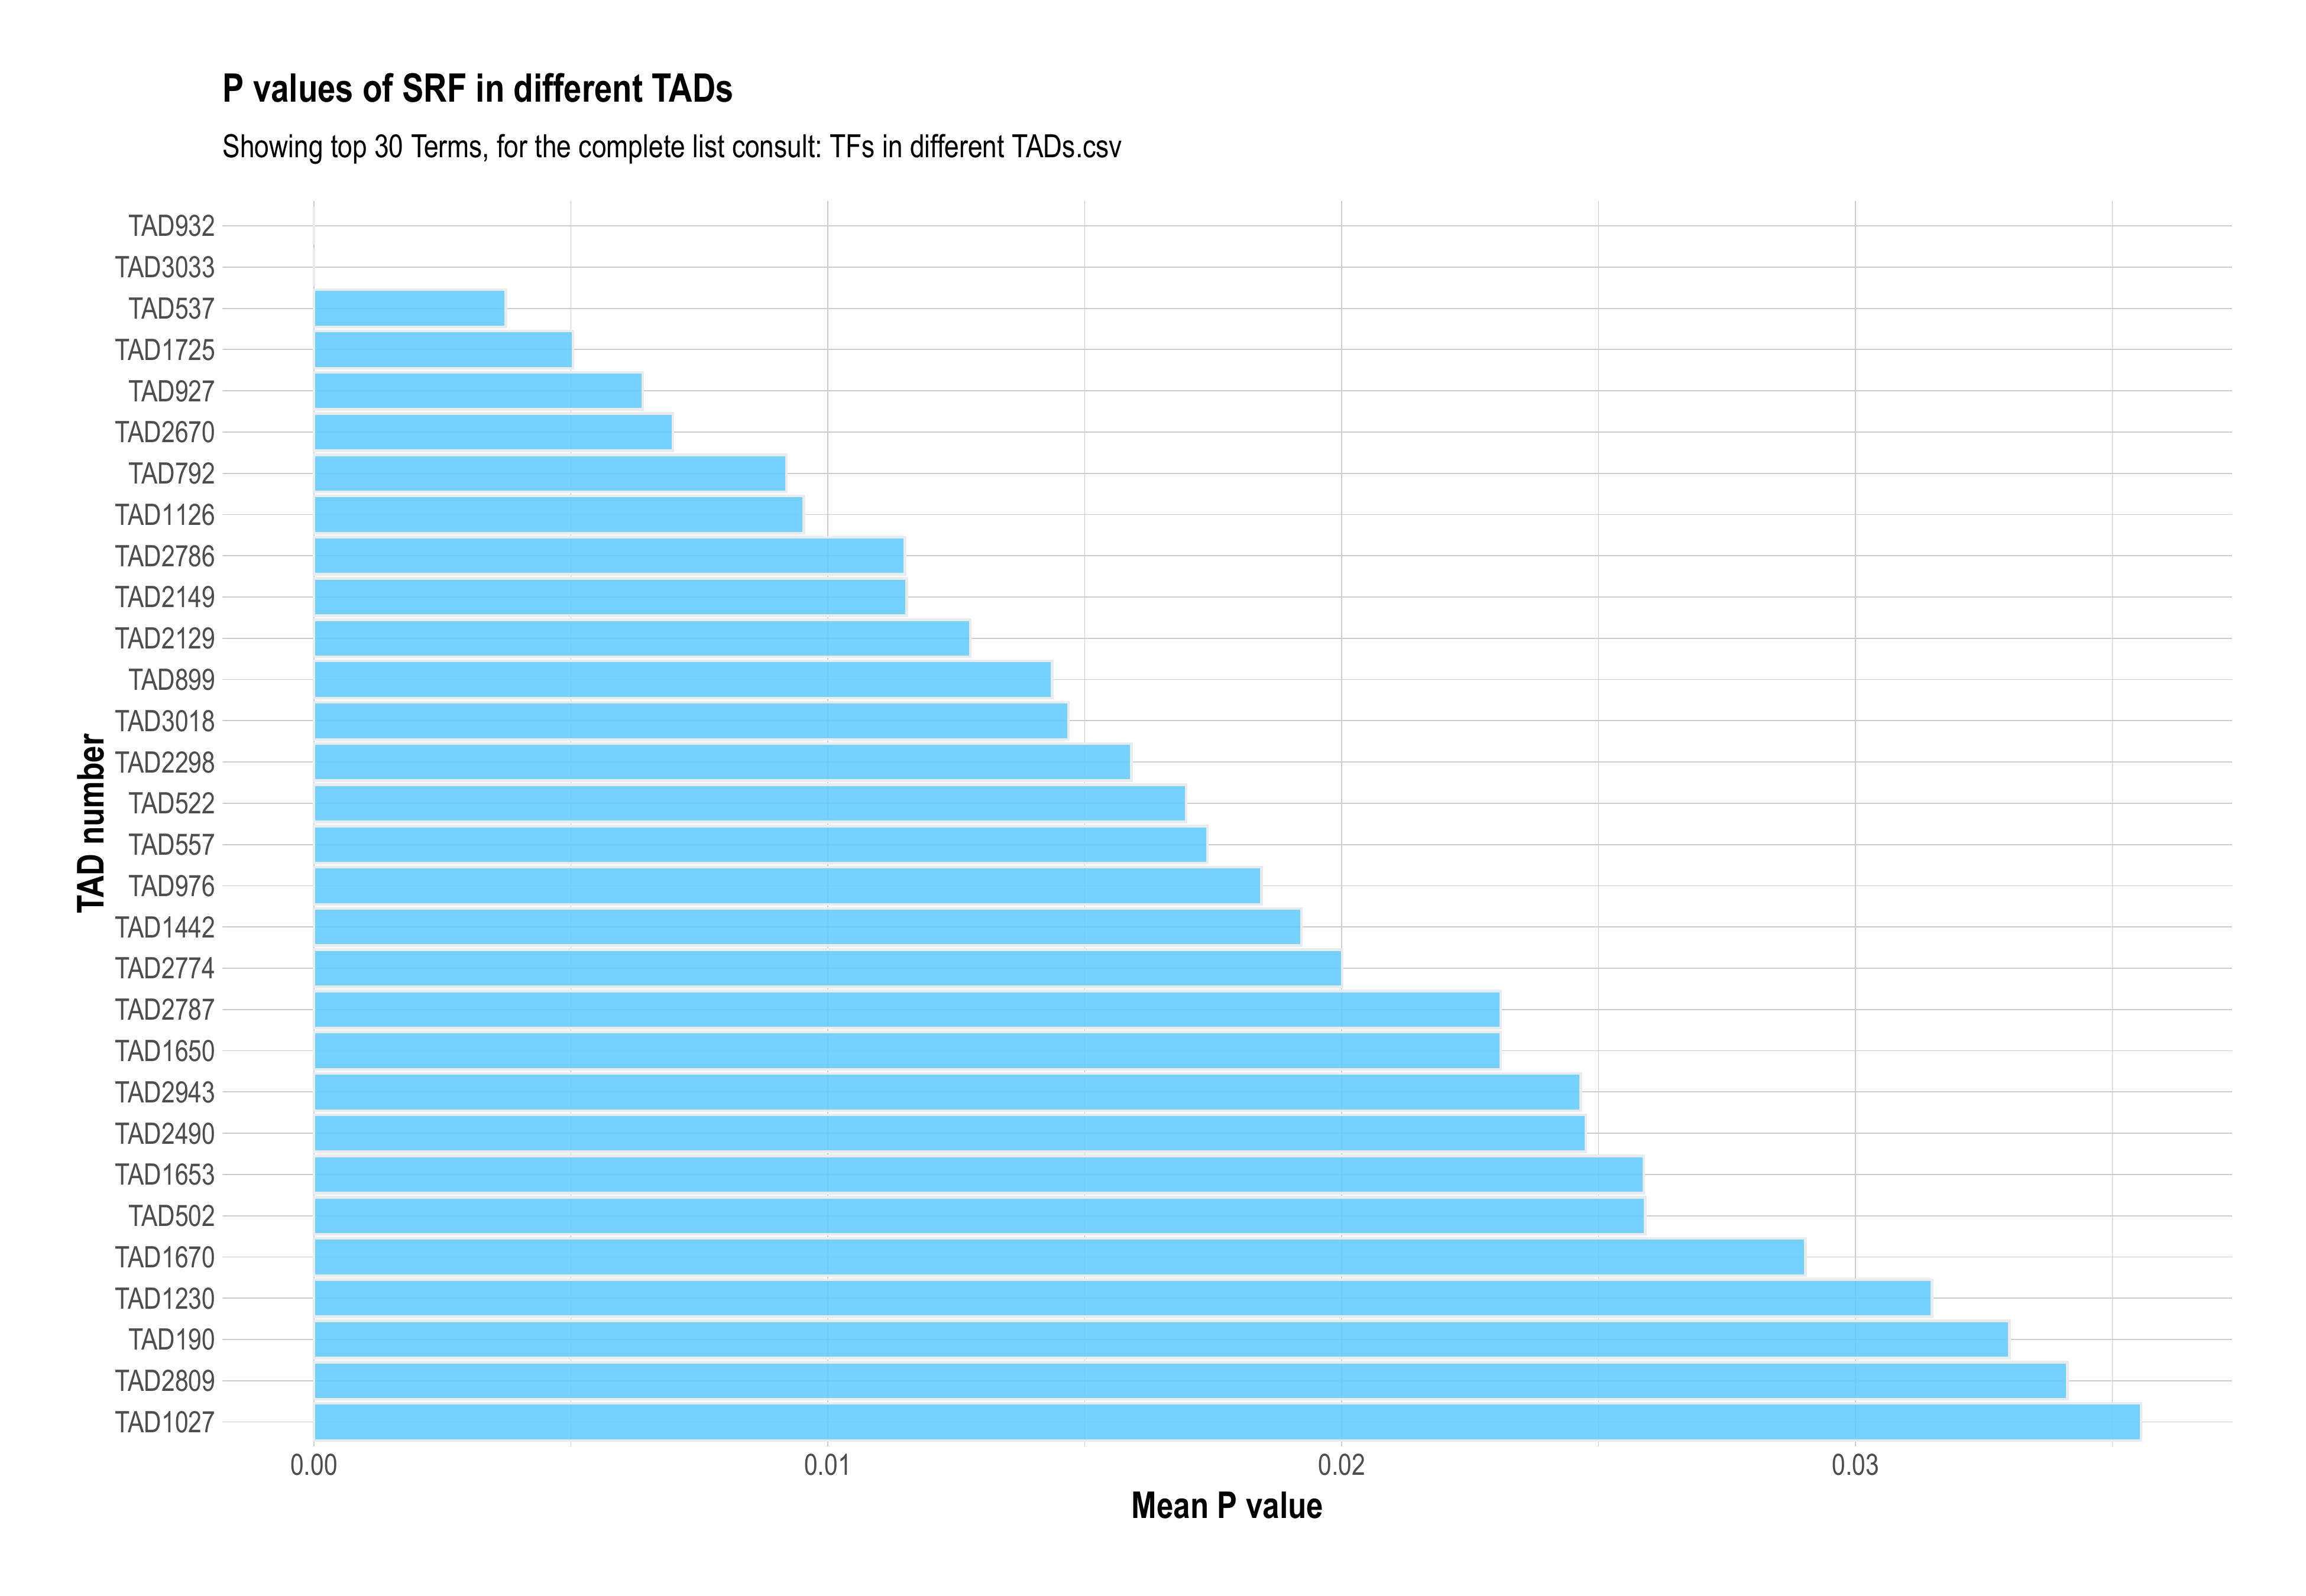 P values of SRF in different TADs
Showing top 30 Terms, for the complete list consult: TFs in different TADs.csv
TAD number
TAD932
TAD3033
TAD537
TAD1725
TAD927
TAD2670
TAD792
TAD1126
TAD2786
TAD2149
TAD2129
TAD899
TAD3018
TAD2298
TAD522
TAD557
TAD976
TAD1442
TAD2774
TAD2787
TAD1650
TAD2943
TAD2490
TAD1653
TAD502
TAD1670
TAD1230
TAD190
TAD2809
TAD1027
0.00 0.01 0.02 0.03
Mean P value